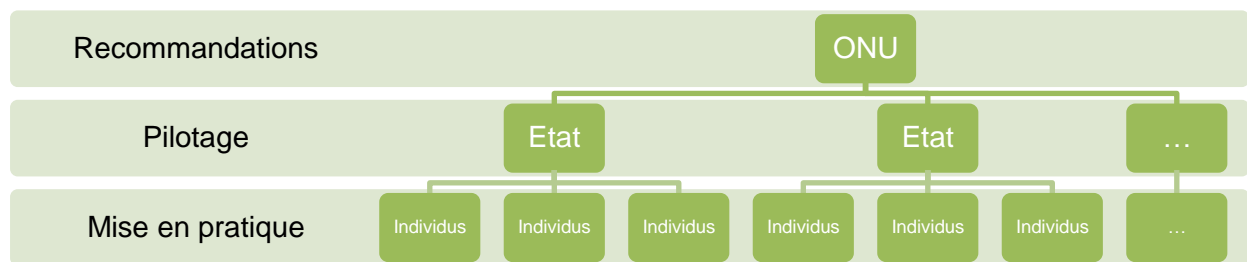 Recommandations
ONU
Pilotage
Etat
Etat
…
Mise en pratique
Individus
Individus
Individus
Individus
Individus
Individus
…